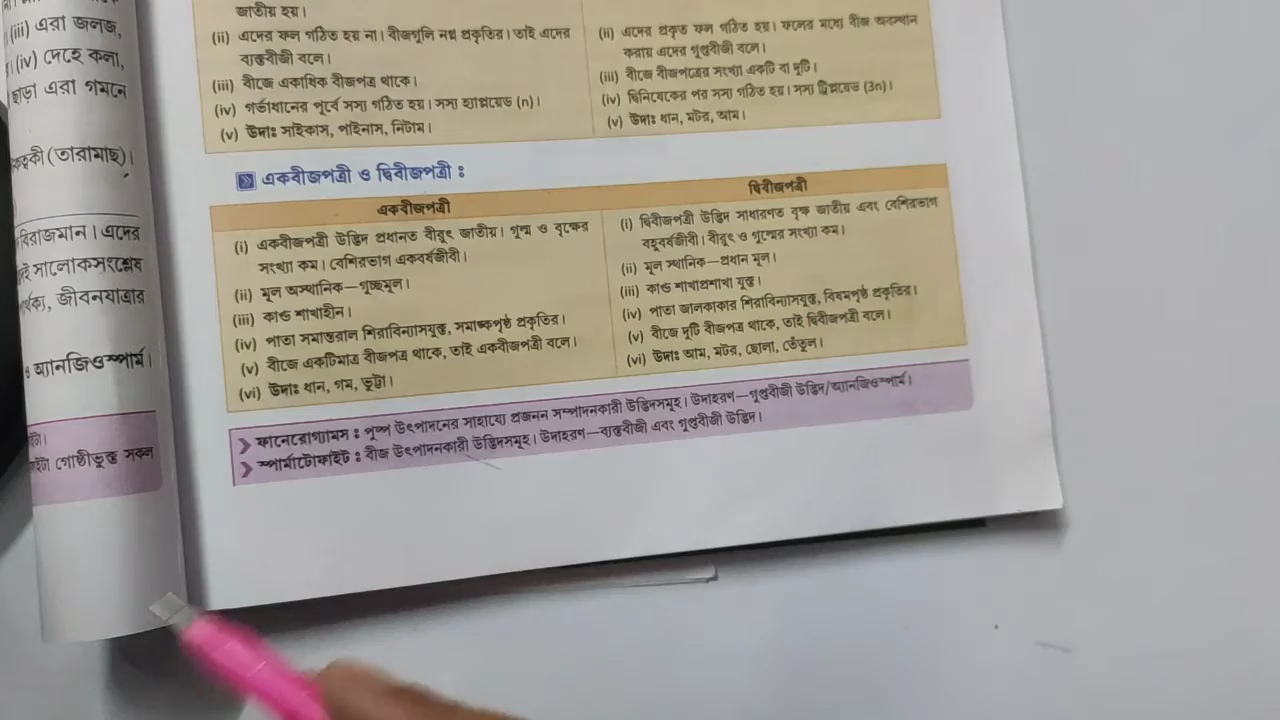 (iii) এরা জলজ,
(iv) দেহে কলা,
ছাড়া এরা গমনে
(তারামাছ)।
বিরাজমান। এদের
সালোকসংশ্লেষ
জীবনযাত্রার
ও অ্যানজিওস্পার্ম।
গোষ্ঠীভুক্ত সকল
জাতীয় হয়।
(ii) এদের ফল গঠিত হয় না। বীজগুলি নগ্ন প্রকৃতির। তাই এদের
ব্যক্তবীজী বলে।
(iii) বীজে একাধিক বীজপত্র থাকে।
(iv) গর্ভাধানের পূর্বে সস্য গঠিত হয়। সস্য হ্যাপ্লয়েড (n)।
(v) উদাঃ সাইকাস, পাইনাস, নিটাম।
(ii) এদের প্রকৃত ফল গঠিত হয়। ফলের মধ্যে বীজ অবস্থান
করায় এদের গুপ্তবীজী বলে।
(iii) বীজে বীজপত্রের সংখ্যা একটি বা দুটি।
(iv) দ্বিনিষেকের পর সস্য গঠিত হয়। সস্য ট্রিপ্লয়েড (3n)।
(v) উদাঃ ধান, মটর, আম।
একবীজপত্রী ও দ্বিবীজপত্রী :
একবীজপত্রী
(i) একবীজপত্রী উদ্ভিদ প্রধানত বীরুৎ জাতীয়। গুল্ম ও বৃক্ষের
সংখ্যা কম। বেশিরভাগ একবর্ষজীবী।
(ii) মূল অস্থানিক—গুচ্ছমূল।
(iii) কাণ্ড শাখাহীন।
(iv) পাতা সমান্তরাল শিরাবিন্যাসযুক্ত, সমাঙ্কপৃষ্ঠ প্রকৃতির।
(v) বীজে একটিমাত্র বীজপত্র থাকে, তাই একবীজপত্রী বলে।
(vi) উদাঃ ধান, গম, ভুট্টা।
দ্বিবীজপত্রী
(i) দ্বিবীজপত্রী উদ্ভিদ সাধারণত বৃক্ষ জাতীয় এবং বেশিরভাগ
বহুবর্ষজীবী। বীরুৎ ও গুল্মের সংখ্যা কম।
(ii) মূল স্থানিক—প্রধান মূল।
(iii) কাণ্ড শাখাপ্রশাখা যুক্ত।
(iv) পাতা জালকাকার শিরাবিন্যাসযুক্ত, বিষমপৃষ্ঠ প্রকৃতির।
(v) বীজে দুটি বীজপত্র থাকে, তাই দ্বিবীজপত্রী বলে।
(vi) উদাঃ আম, মটর, ছোলা, তেঁতুল।
ফানেরোগ্যামস : পুষ্প উৎপাদনের সাহায্যে প্রজনন সম্পাদনকারী উদ্ভিদসমূহ। উদাহরণ—গুপ্তবীজী উদ্ভিদ/অ্যানজিওস্পার্ম।
স্পার্মাটোফাইট : বীজ উৎপাদনকারী উদ্ভিদসমূহ। উদাহরণ—ব্যক্তবীজী এবং গুপ্তবীজী উদ্ভিদ।